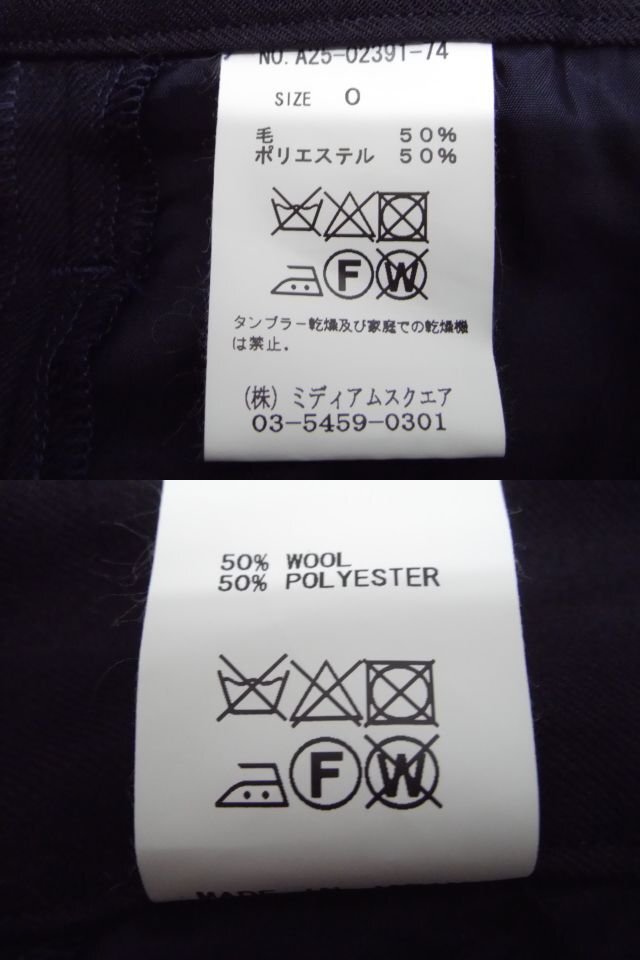 NO. A25-02391-74
SIZE O
毛 50%
ポリエステル 50%
F W
タンブラー乾燥及び家庭での乾燥機
は禁止.
(株) ミディアムスクエア
03-5459-0301
50% WOOL
50% POLYESTER
F W
MADE IN